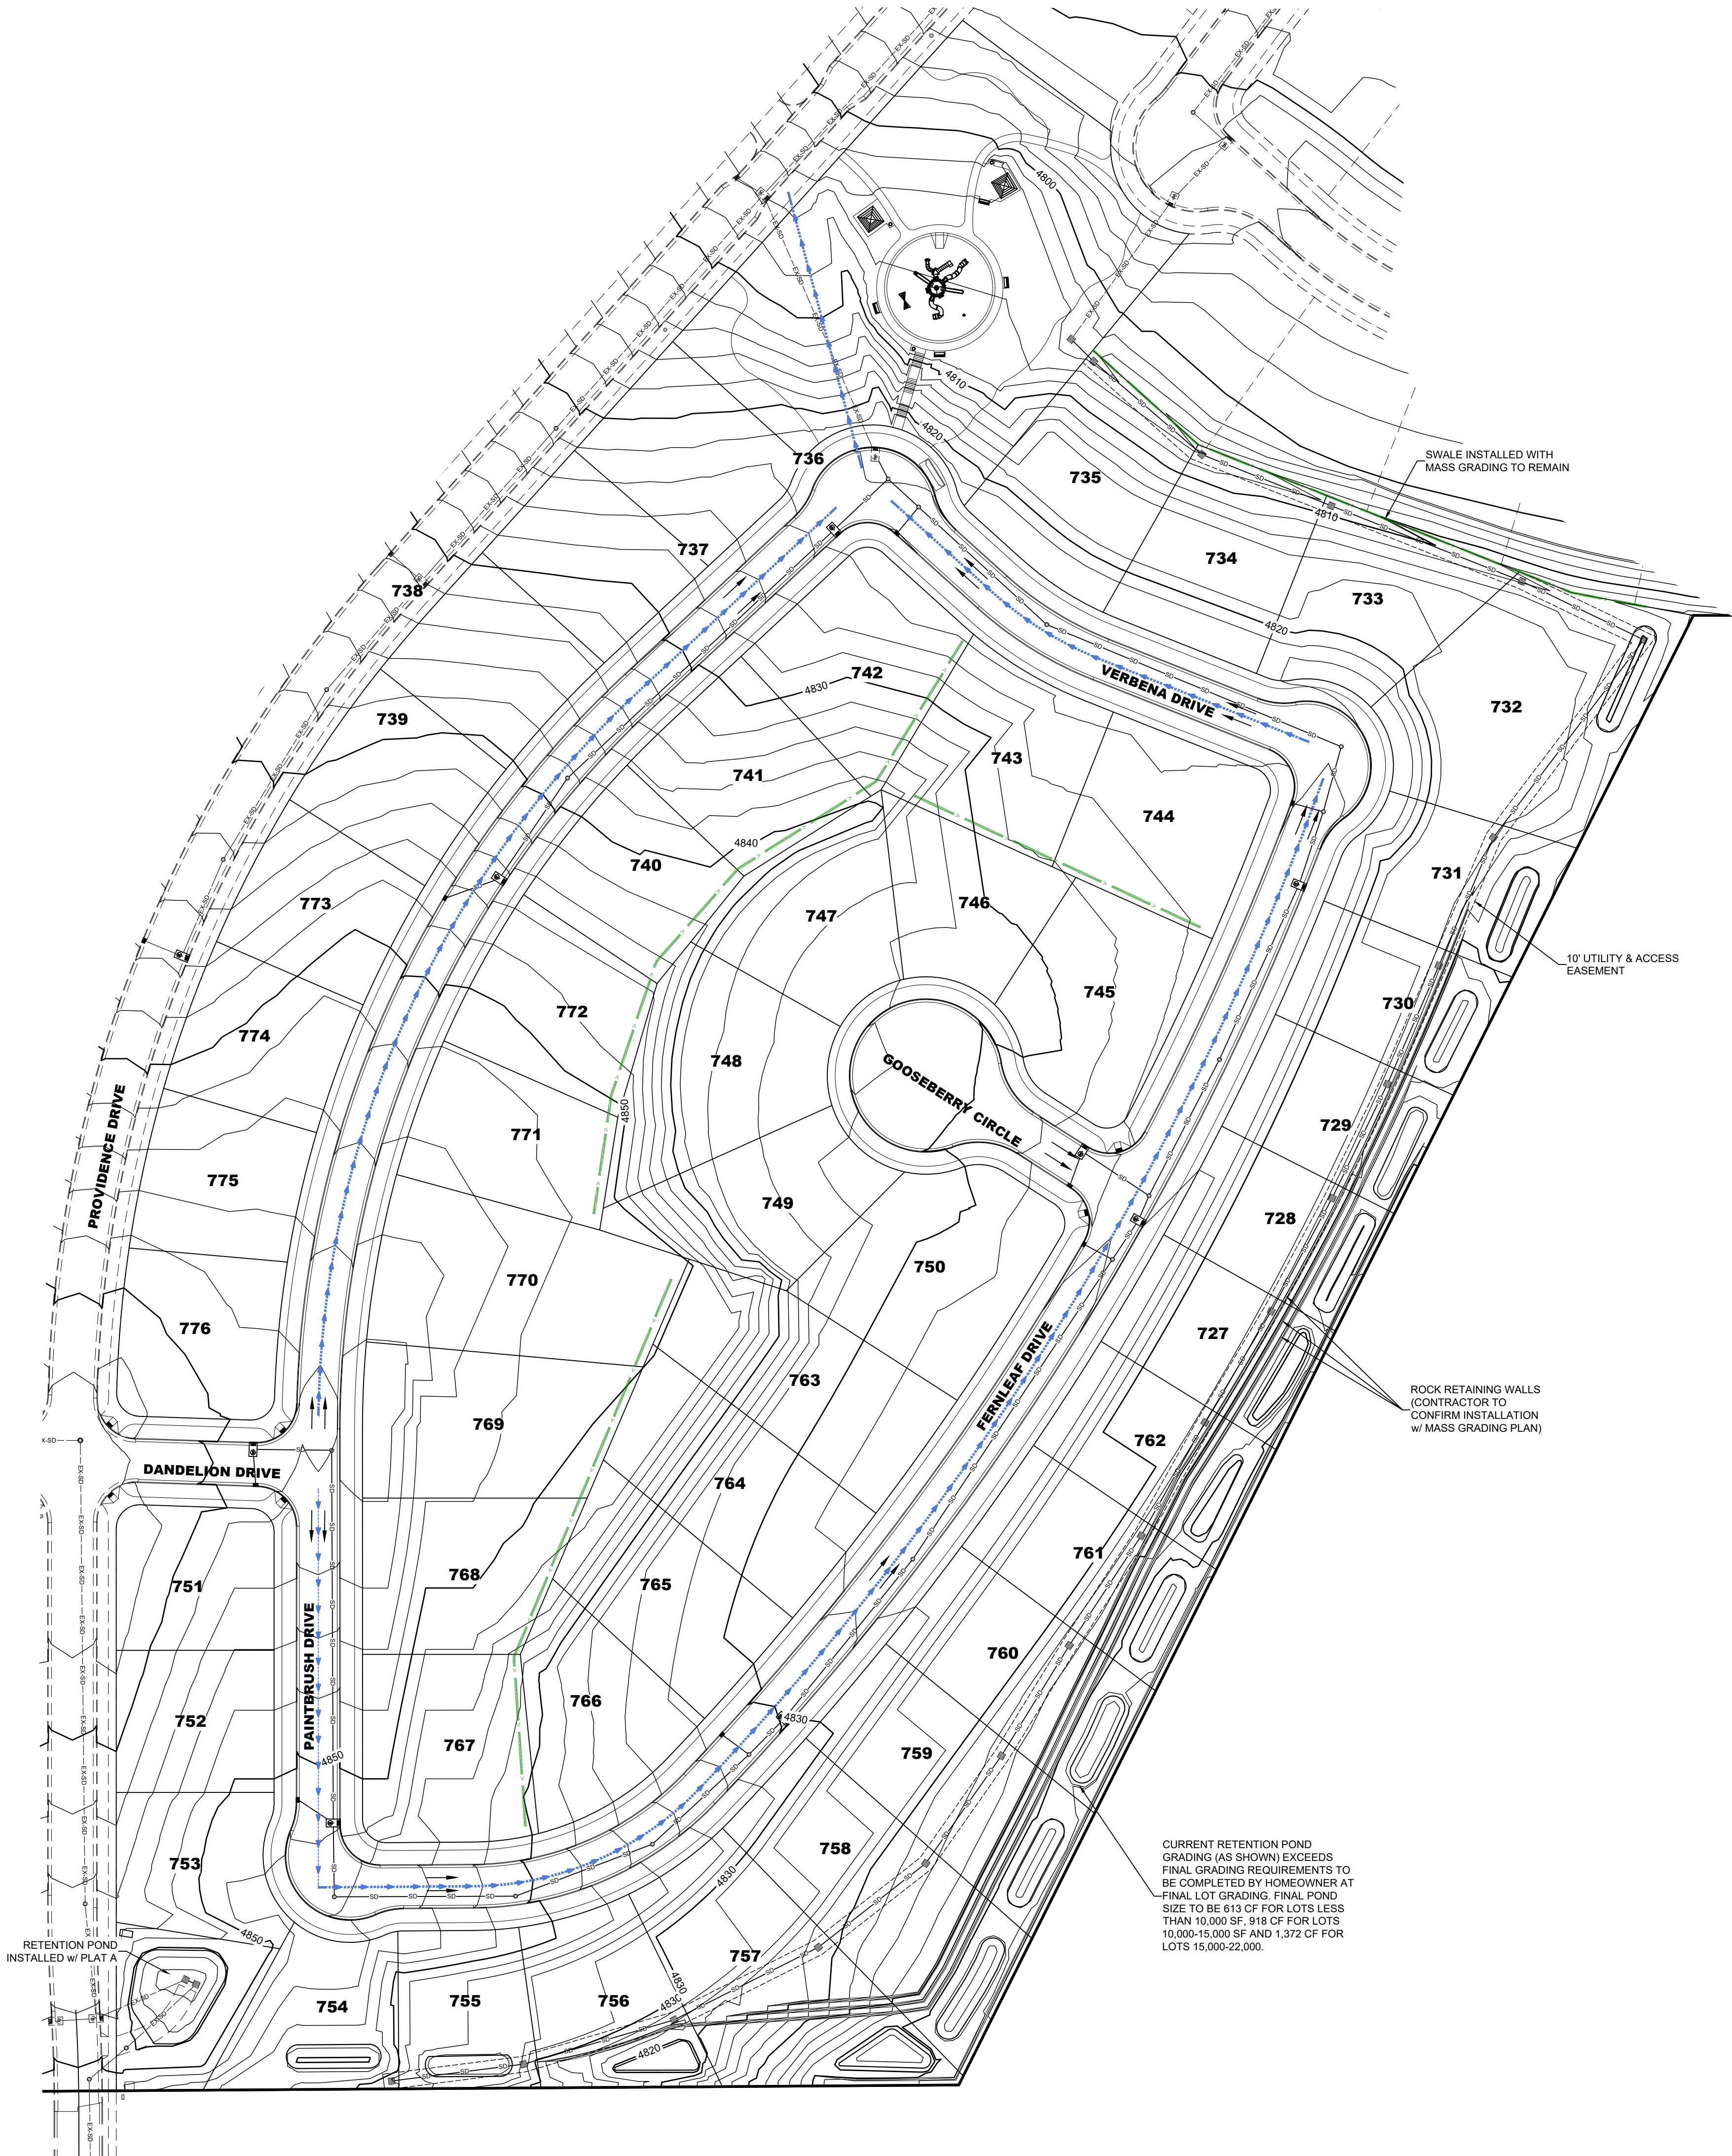 4800
4810
4820
736
735
SWALE INSTALLED WITH
MASS GRADING TO REMAIN
4810
737
734
738
733
4820
742
VERBENA DRIVE
4830
732
739
743
741
744
4840
740
731
773
747
746
10' UTILITY & ACCESS
EASEMENT
745
730
772
774
748
GOOSEBERRY CIRCLE
4850
729
771
PROVIDENCE DRIVE
775
749
728
750
770
776
727
763
FERNLEAF DRIVE
ROCK RETAINING WALLS
(CONTRACTOR TO
CONFIRM INSTALLATION
w/ MASS GRADING PLAN)
769
762
DANDELION DRIVE
764
761
768
751
765
PAINTBRUSH DRIVE
760
766
752
4830
767
759
4850
758
753
4830
CURRENT RETENTION POND
GRADING (AS SHOWN) EXCEEDS
FINAL GRADING REQUIREMENTS TO
BE COMPLETED BY HOMEOWNER AT
FINAL LOT GRADING. FINAL POND
SIZE TO BE 613 CF FOR LOTS LESS
THAN 10,000 SF, 918 CF FOR LOTS
10,000-15,000 SF AND 1,372 CF FOR
LOTS 15,000-22,000.
4850
RETENTION POND
INSTALLED w/ PLAT A
757
754
755
756
4830
4830
4820
EX-SD
SD